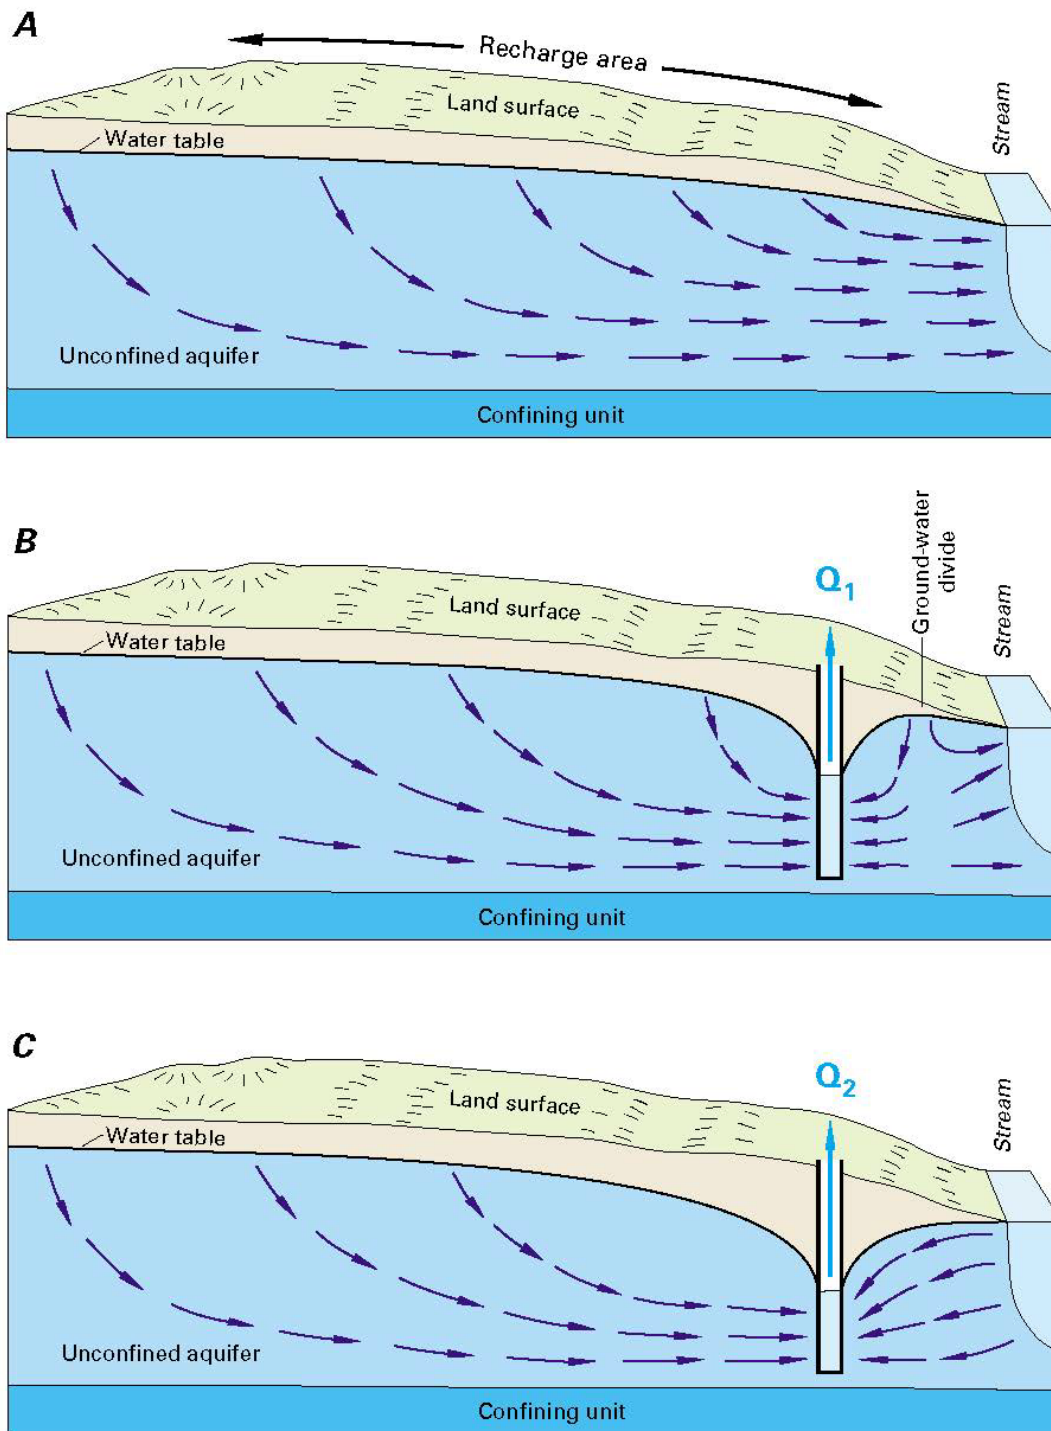 A
Recharge area
Land surface
Stream
Water table
Unconfined aquifer
Confining unit
B
Q1
Ground-water
divide
Land surface
Stream
Water table
Unconfined aquifer
Confining unit
C
Q2
Land surface
Stream
Water table
Unconfined aquifer
Confining unit